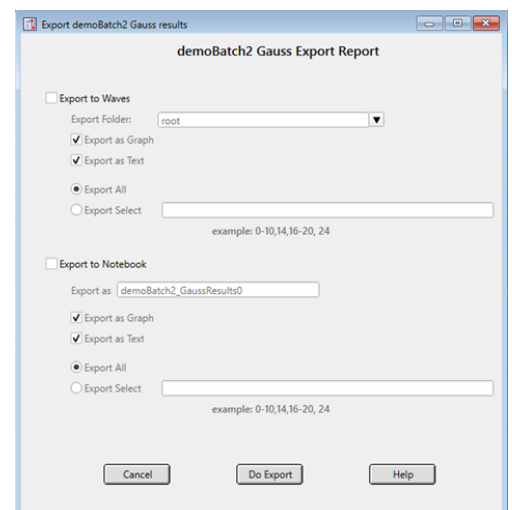 Export demoBatch2 Gauss results
demoBatch2 Gauss Export Report
Export to Waves
Export Folder: root
Export as Graph
Export as Text
Export All
Export Select
example: 0-10,14,16-20, 24
Export to Notebook
Export as demoBatch2_GaussResults0
Export as Graph
Export as Text
Export All
Export Select
example: 0-10,14,16-20, 24
Cancel Do Export Help